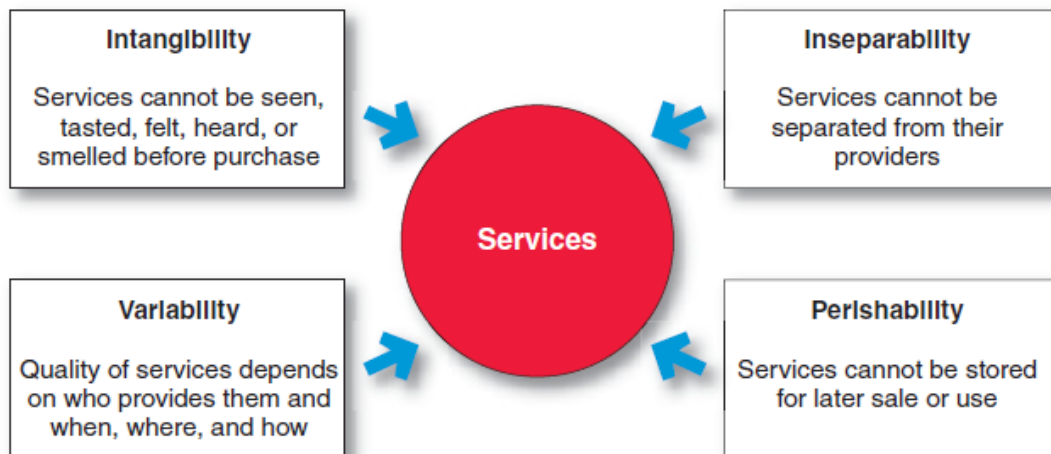 Intangibility
Services cannot be seen,
tasted, felt, heard, or
smelled before purchase
Inseparability
Services cannot be
separated from their
providers
Services
Variability
Quality of services depends
on who provides them and
when, where, and how
Perishability
Services cannot be stored
for later sale or use